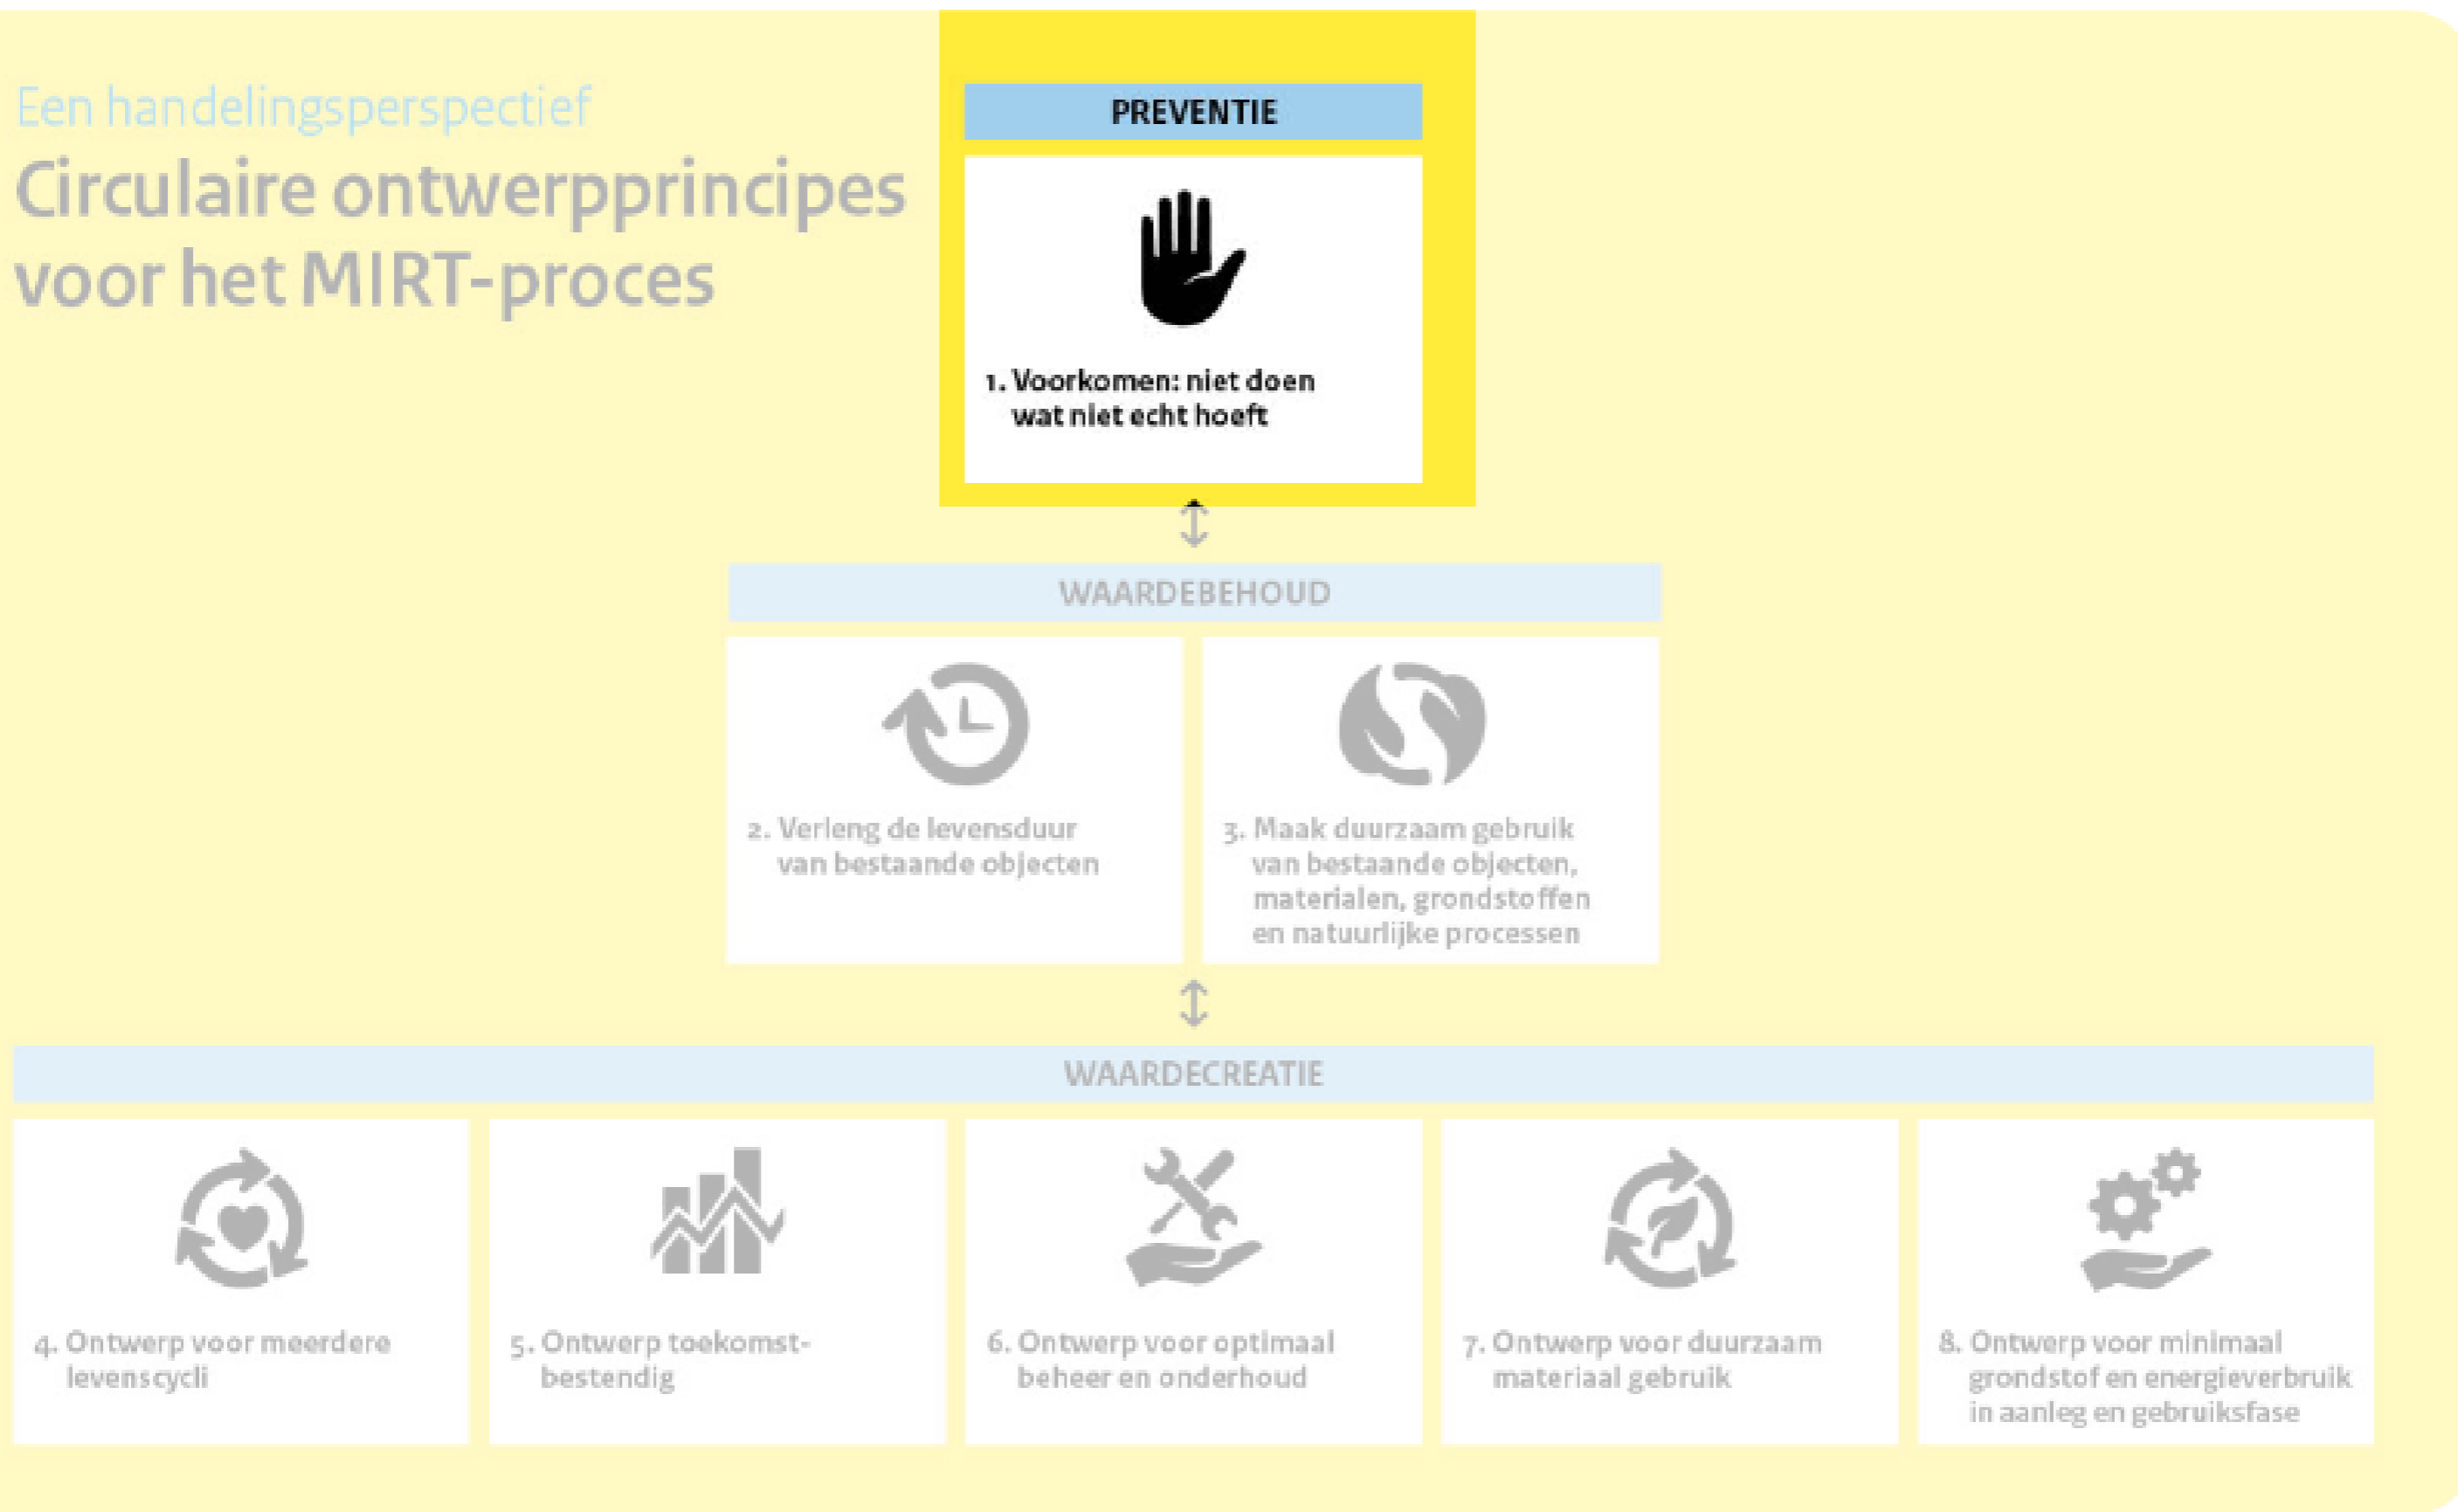 Een handelingsperspectief
Circulaire ontwerpprincipes
voor het MIRT-proces
PREVENTIE
1. Voorkomen: niet doen
wat niet echt hoeft
WAARDEBEHOUD
2. Verleng de levensduur
van bestaande objecten
3. Maak duurzaam gebruik
van bestaande objecten,
materialen, grondstoffen
en natuurlijke processen
WAARDECREATIE
4. Ontwerp voor meerdere
levenscycli
5. Ontwerp toekomst-
bestendig
6. Ontwerp voor optimaal
beheer en onderhoud
7. Ontwerp voor duurzaam
materiaal gebruik
8. Ontwerp voor minimaal
grondstof en energieverbruik
in aanleg en gebruiksfase